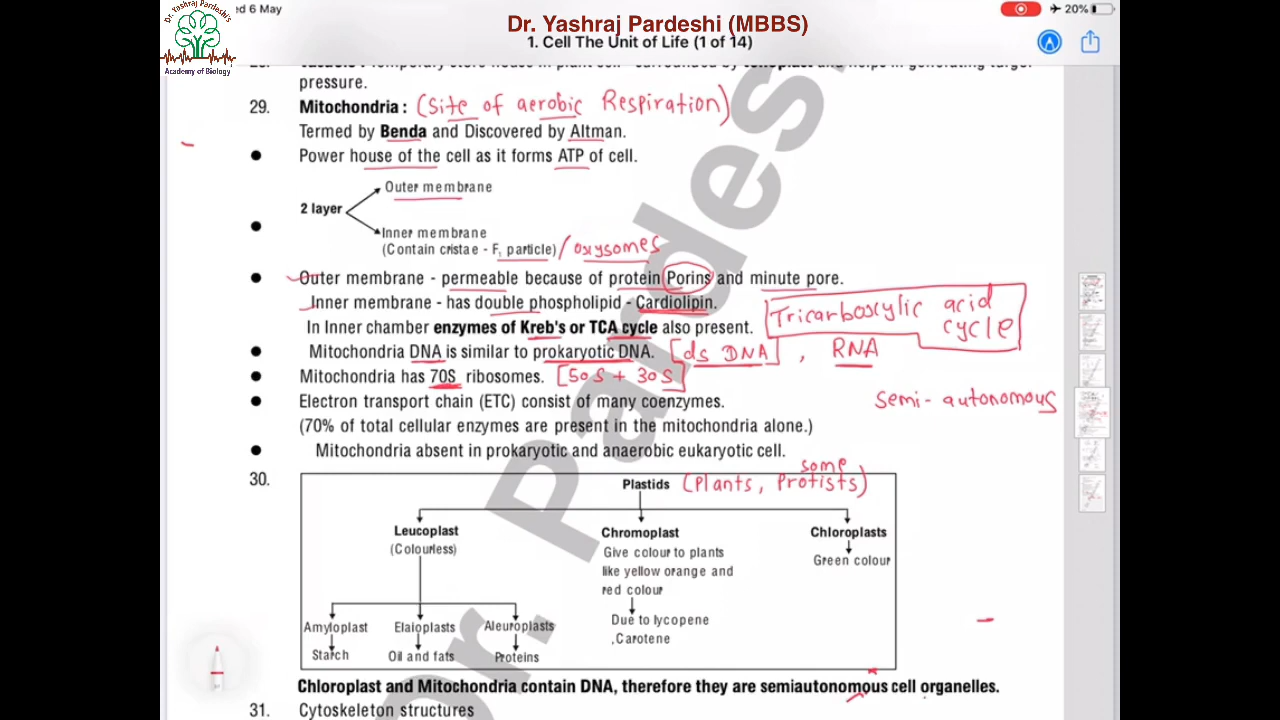 ed 6 May
Dr. Yashraj Pardeshi (MBBS)
20%
1. Cell The Unit of Life (1 of 14)
Dr. Yashraj Pardeshi's
Academy of Biology
pressure.
29. Mitochondria : (Site of aerobic Respiration)
Termed by Benda and Discovered by Altman.
● Power house of the cell as it forms ATP of cell.
Outer membrane
2 layer
● Inner membrane
(Contain cristae - F₁ particle) / oxysomes
● Outer membrane - permeable because of protein Porins and minute pore.
Inner membrane - has double phospholipid - Cardiolipin.
Tricarboxylic acid cycle
In Inner chamber enzymes of Kreb's or TCA cycle also present.
● Mitochondria DNA is similar to prokaryotic DNA. [ds DNA] , RNA
● Mitochondria has 70S ribosomes. [50S + 30S]
● Electron transport chain (ETC) consist of many coenzymes.
Semi-autonomous
(70% of total cellular enzymes are present in the mitochondria alone.)
● Mitochondria absent in prokaryotic and anaerobic eukaryotic cell.
30. Plastids (Plants, some Protists)
Leucoplast Chromoplast Chloroplasts
(Colourless) Give colour to plants Green colour
like yellow orange and
red colour
Amyloplast Elaioplasts Aleuroplasts Due to lycopene
,Carotene
Starch Oil and fats Proteins
Chloroplast and Mitochondria contain DNA, therefore they are semiautonomous cell organelles.
31. Cytoskeleton structures
Dr. Pardes